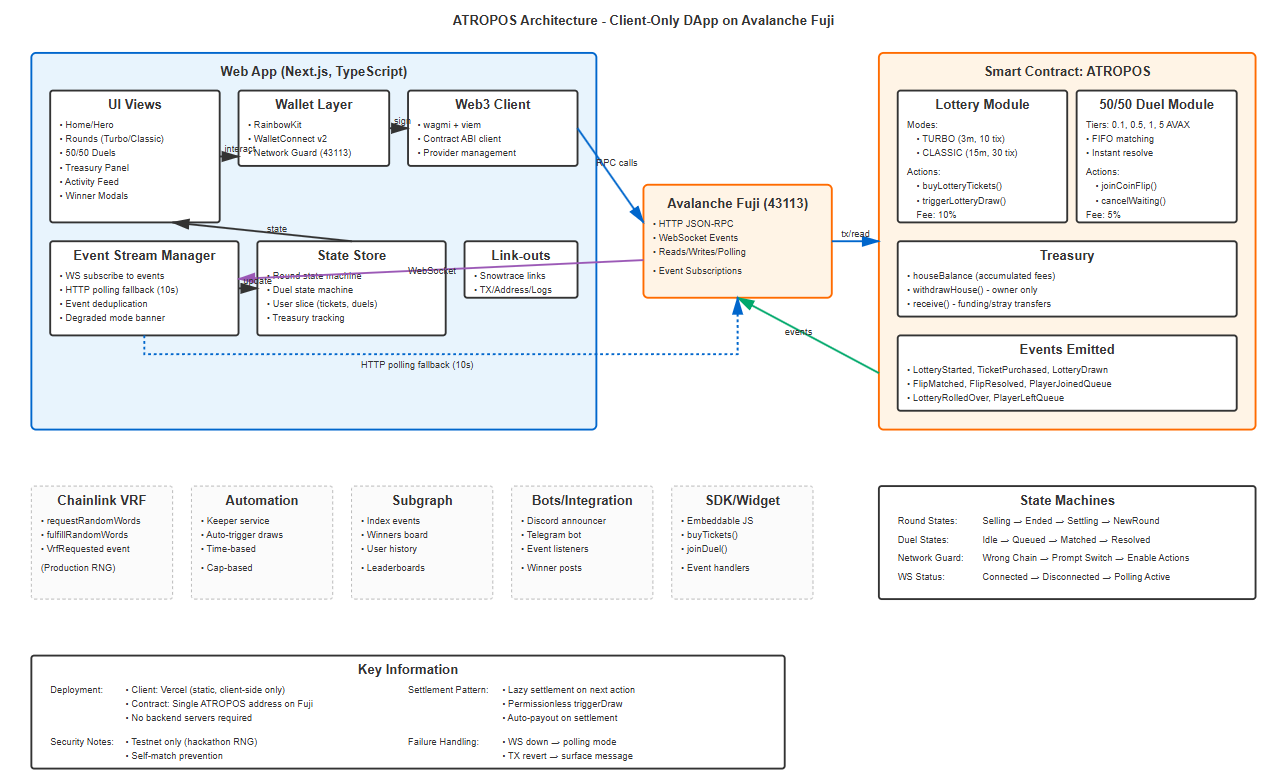 ATROPOS Architecture - Client-Only DApp on Avalanche Fuji
Web App (Next.js, TypeScript)
UI Views
• Home/Hero
• Rounds (Turbo/Classic)
• 50/50 Duels
• Treasury Panel
• Activity Feed
• Winner Modals
interact
Wallet Layer
• RainbowKit
• WalletConnect v2
• Network Guard (43113)
sign
Web3 Client
• wagmi + viem
• Contract ABI client
• Provider management
RPC calls
state
Event Stream Manager
• WS subscribe to events
• HTTP polling fallback (10s)
• Event deduplication
• Degraded mode banner
update
State Store
• Round state machine
• Duel state machine
• User slice (tickets, duels)
• Treasury tracking
WebSocket
Link-outs
• Snowtrace links
• TX/Address/Logs
HTTP polling fallback (10s)
Avalanche Fuji (43113)
• HTTP JSON-RPC
• WebSocket Events
• Reads/Writes/Polling
• Event Subscriptions
tx/read
events
Smart Contract: ATROPOS
Lottery Module
Modes:
• TURBO (3m, 10 tix)
• CLASSIC (15m, 30 tix)
Actions:
• buyLotteryTickets()
• triggerLotteryDraw()
Fee: 10%
50/50 Duel Module
Tiers: 0.1, 0.5, 1, 5 AVAX
• FIFO matching
• Instant resolve
Actions:
• joinCoinFlip()
• cancelWaiting()
Fee: 5%
Treasury
• houseBalance (accumulated fees)
• withdrawHouse() - owner only
• receive() - funding/stray transfers
Events Emitted
• LotteryStarted, TicketPurchased, LotteryDrawn
• FlipMatched, FlipResolved, PlayerJoinedQueue
• LotteryRolledOver, PlayerLeftQueue
Chainlink VRF
• requestRandomWords
• fulfillRandomWords
• VrfRequested event
(Production RNG)
Automation
• Keeper service
• Auto-trigger draws
• Time-based
• Cap-based
Subgraph
• Index events
• Winners board
• User history
• Leaderboards
Bots/Integration
• Discord announcer
• Telegram bot
• Event listeners
• Winner posts
SDK/Widget
• Embeddable JS
• buyTickets()
• joinDuel()
• Event handlers
State Machines
Round States: Selling → Ended → Settling → NewRound
Duel States: Idle → Queued → Matched → Resolved
Network Guard: Wrong Chain → Prompt Switch → Enable Actions
WS Status: Connected → Disconnected → Polling Active
Key Information
Deployment: • Client: Vercel (static, client-side only)
• Contract: Single ATROPOS address on Fuji
• No backend servers required
Settlement Pattern: • Lazy settlement on next action
• Permissionless triggerDraw
• Auto-payout on settlement
Security Notes: • Testnet only (hackathon RNG)
• Self-match prevention
Failure Handling: • WS down → polling mode
• TX revert → surface message